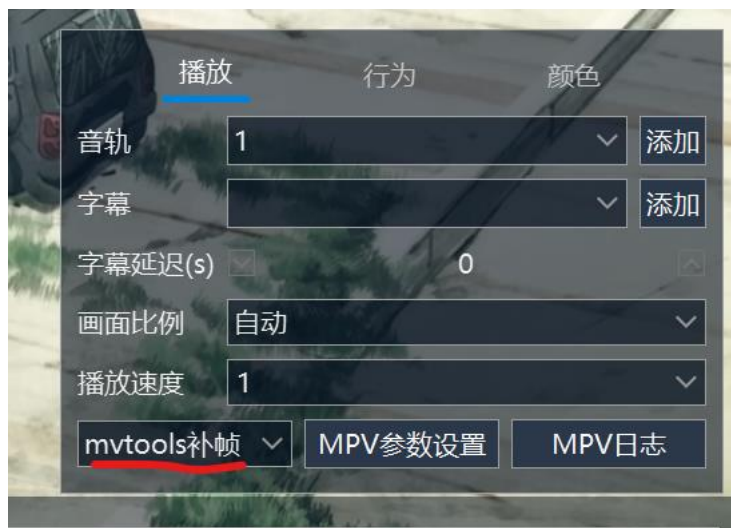 播放 行为 颜色
音轨 1 添加
字幕 添加
字幕延迟(s) 0
画面比例 自动
播放速度 1
mvtools补帧 MPV参数设置 MPV日志